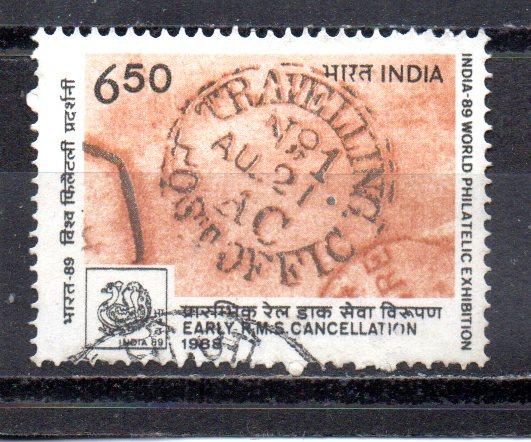 6.50
भारत INDIA
TRAVELLING
No 1
AU. 21.
AC
POST OFFIC
INDIA-89 WORLD PHILATELIC EXHIBITION
भारत-89 विश्व फिलेटली प्रदर्शनी
INDIA 89
प्रारम्भिक रेल डाक सेवा विरूपण
EARLY R.M.S. CANCELLATION
1988